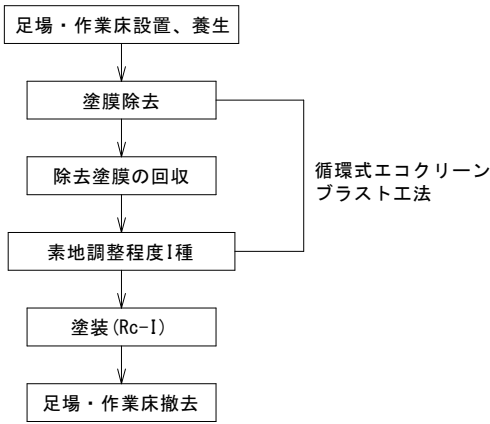 足場・作業床設置、養生
塗膜除去
除去塗膜の回収
循環式エコクリーン
ブラスト工法
素地調整程度I種
塗装(Rc-I)
足場・作業床撤去